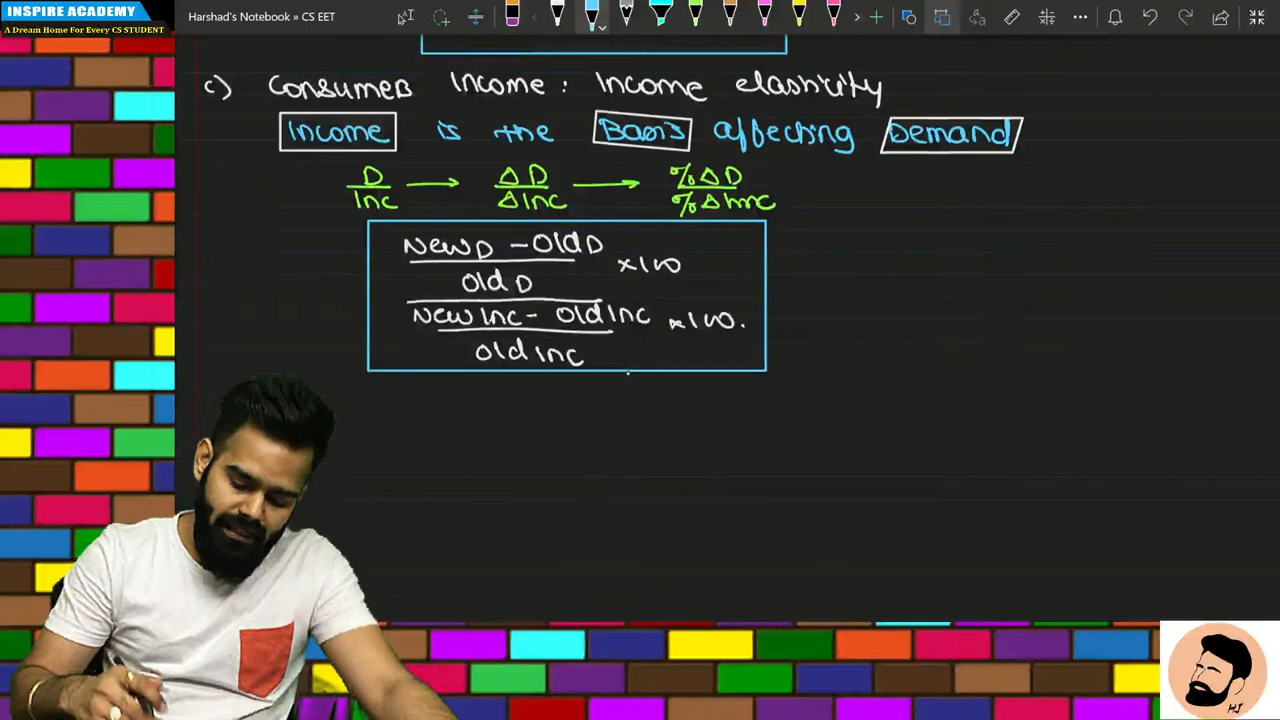 INSPIRE ACADEMY
A Dream Home For Every CS STUDENT
Harshad's Notebook » CS EET
c) Consumer Income : Income elasticity
Income is the Basis affecting Demand
D/Inc → ΔD/ΔInc → %ΔD/%ΔInc
New D - Old D
Old D
×100
New Inc - Old Inc
Old Inc
×100.
HJ